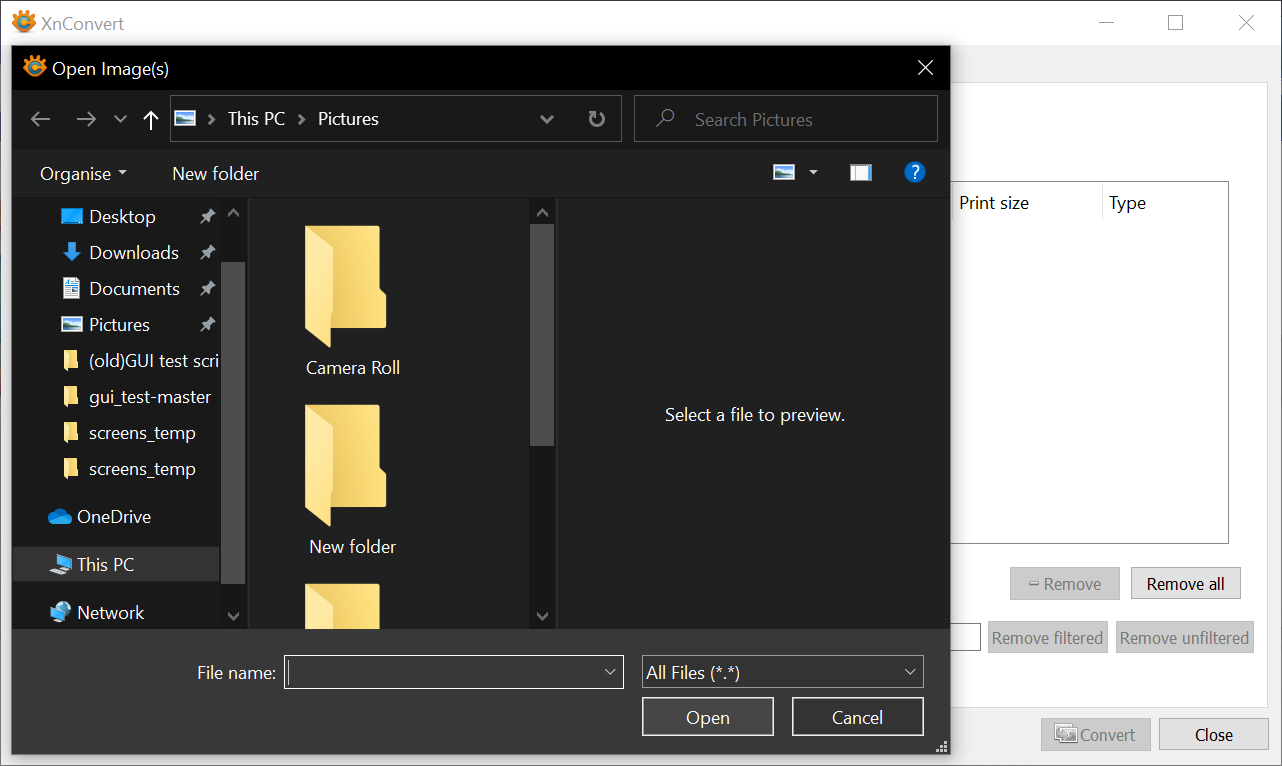 XnConvert
Open Image(s)
This PC
Pictures
Search Pictures
Organise
New folder
?
Print size
Type
Desktop
Downloads
Documents
Pictures
(old)GUI test scri
gui_test-master
screens_temp
screens_temp
OneDrive
This PC
Network
Camera Roll
New folder
Select a file to preview.
Remove
Remove all
Remove filtered
Remove unfiltered
File name:
All Files (*.*)
Open
Cancel
Convert
Close